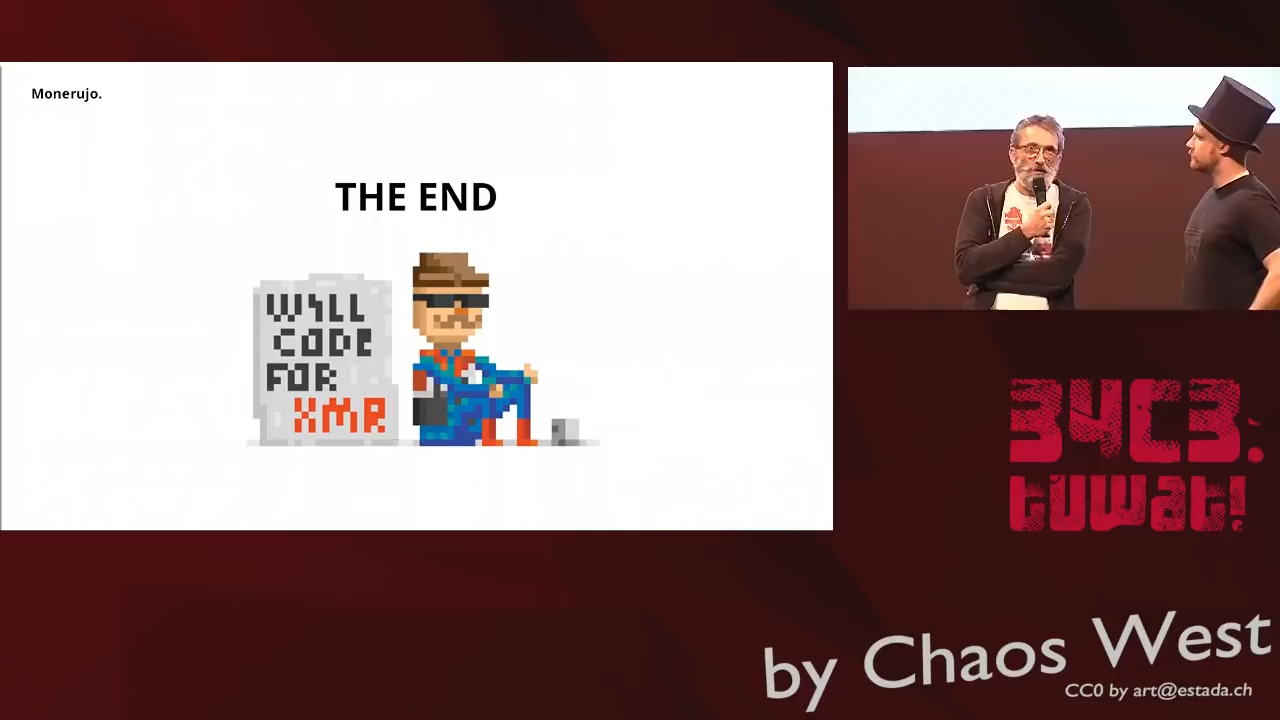 Monerujo.
THE END
WiLL
CODE
FOR
XMR
34C3:
tuwat!
by Chaos West
CC0 by art@estada.ch